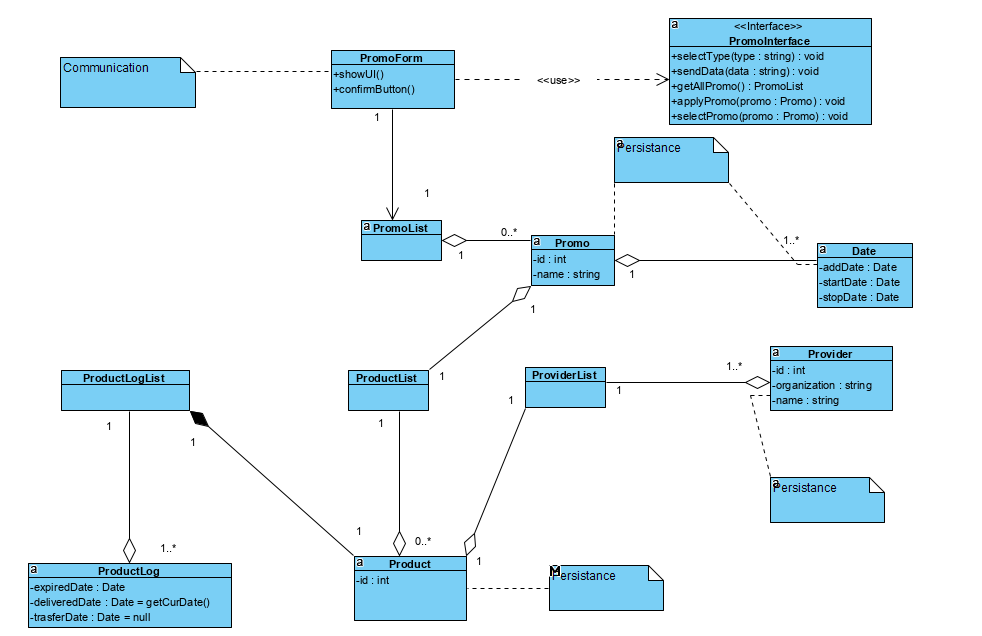 a
<<Interface>>
PromoInterface
+selectType(type : string) : void
+sendData(data : string) : void
+getAllPromo() : PromoList
+applyPromo(promo : Promo) : void
+selectPromo(promo : Promo) : void
Communication
PromoForm
+showUI()
+confirmButton()
<<use>>
1
1
a
Persistance
a PromoList
1
0..*
a
Promo
-id : int
-name : string
1
1..*
a
Date
-addDate : Date
-startDate : Date
-stopDate : Date
1
1
ProductLogList
1
1
ProductList
1
ProviderList
1
1
1..*
a
Provider
-id : int
-organization : string
-name : string
a
Persistance
1
0..*
1
1..*
a
ProductLog
-expiredDate : Date
-deliveredDate : Date = getCurDate()
-trasferDate : Date = null
a
Product
-id : int
M
Persistance